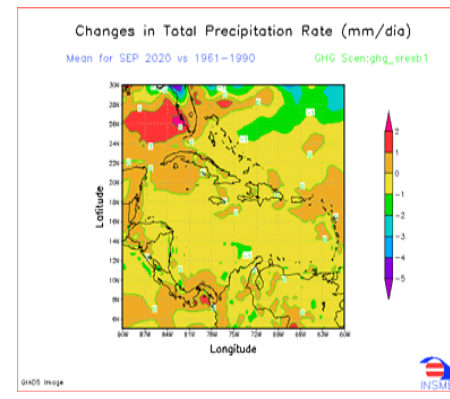 Changes in Total Precipitation Rate (mm/dia)
Mean for SEP 2020 vs 1961-1990
GHG Scen:ghg_sresb1
30N
28N
26N
24N
22N
20N
18N
16N
14N
12N
10N
8N
6N
Latitude
90W 87W 84W 81W 78W 75W 72W 69W 66W 63W 60W
Longitude
2
1
0
-1
-2
-3
-4
-5
GrADS Image
INSME